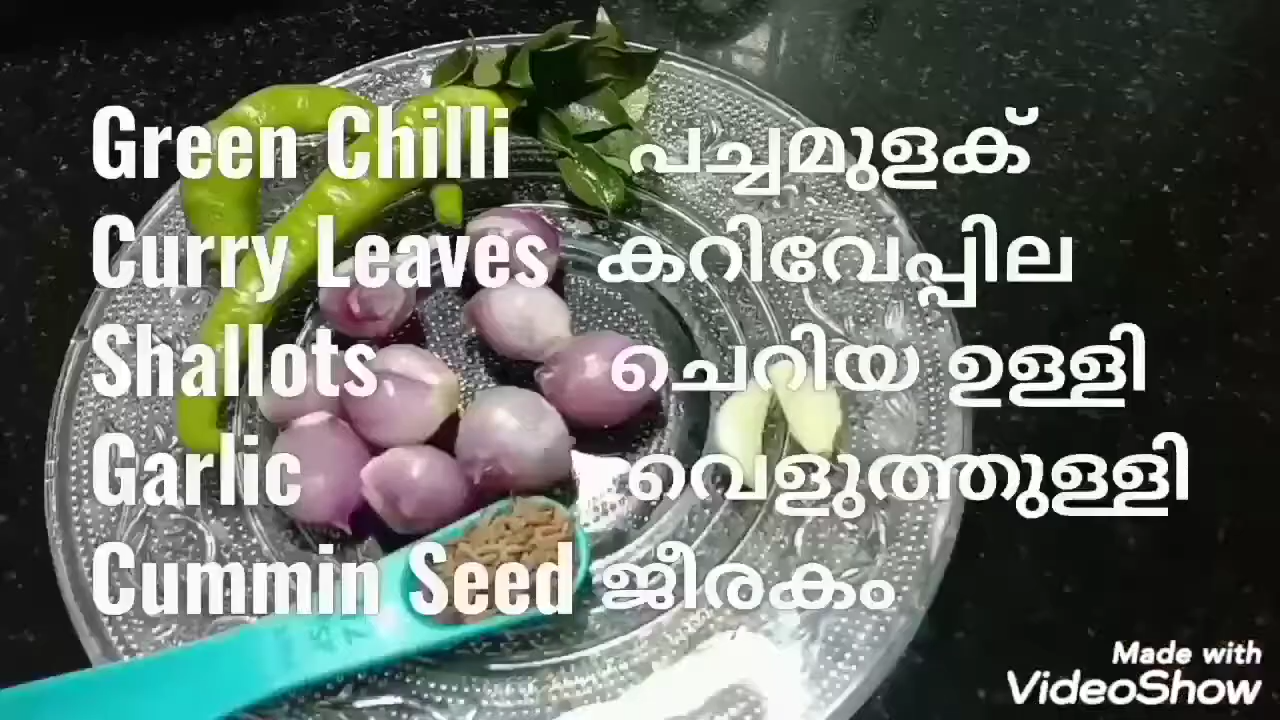 Green Chilli പച്ചമുളക്
Curry Leaves കറിവേപ്പില
Shallots ചെറിയ ഉള്ളി
Garlic വെളുത്തുള്ളി
Cummin Seed ജീരകം
Made with
VideoShow